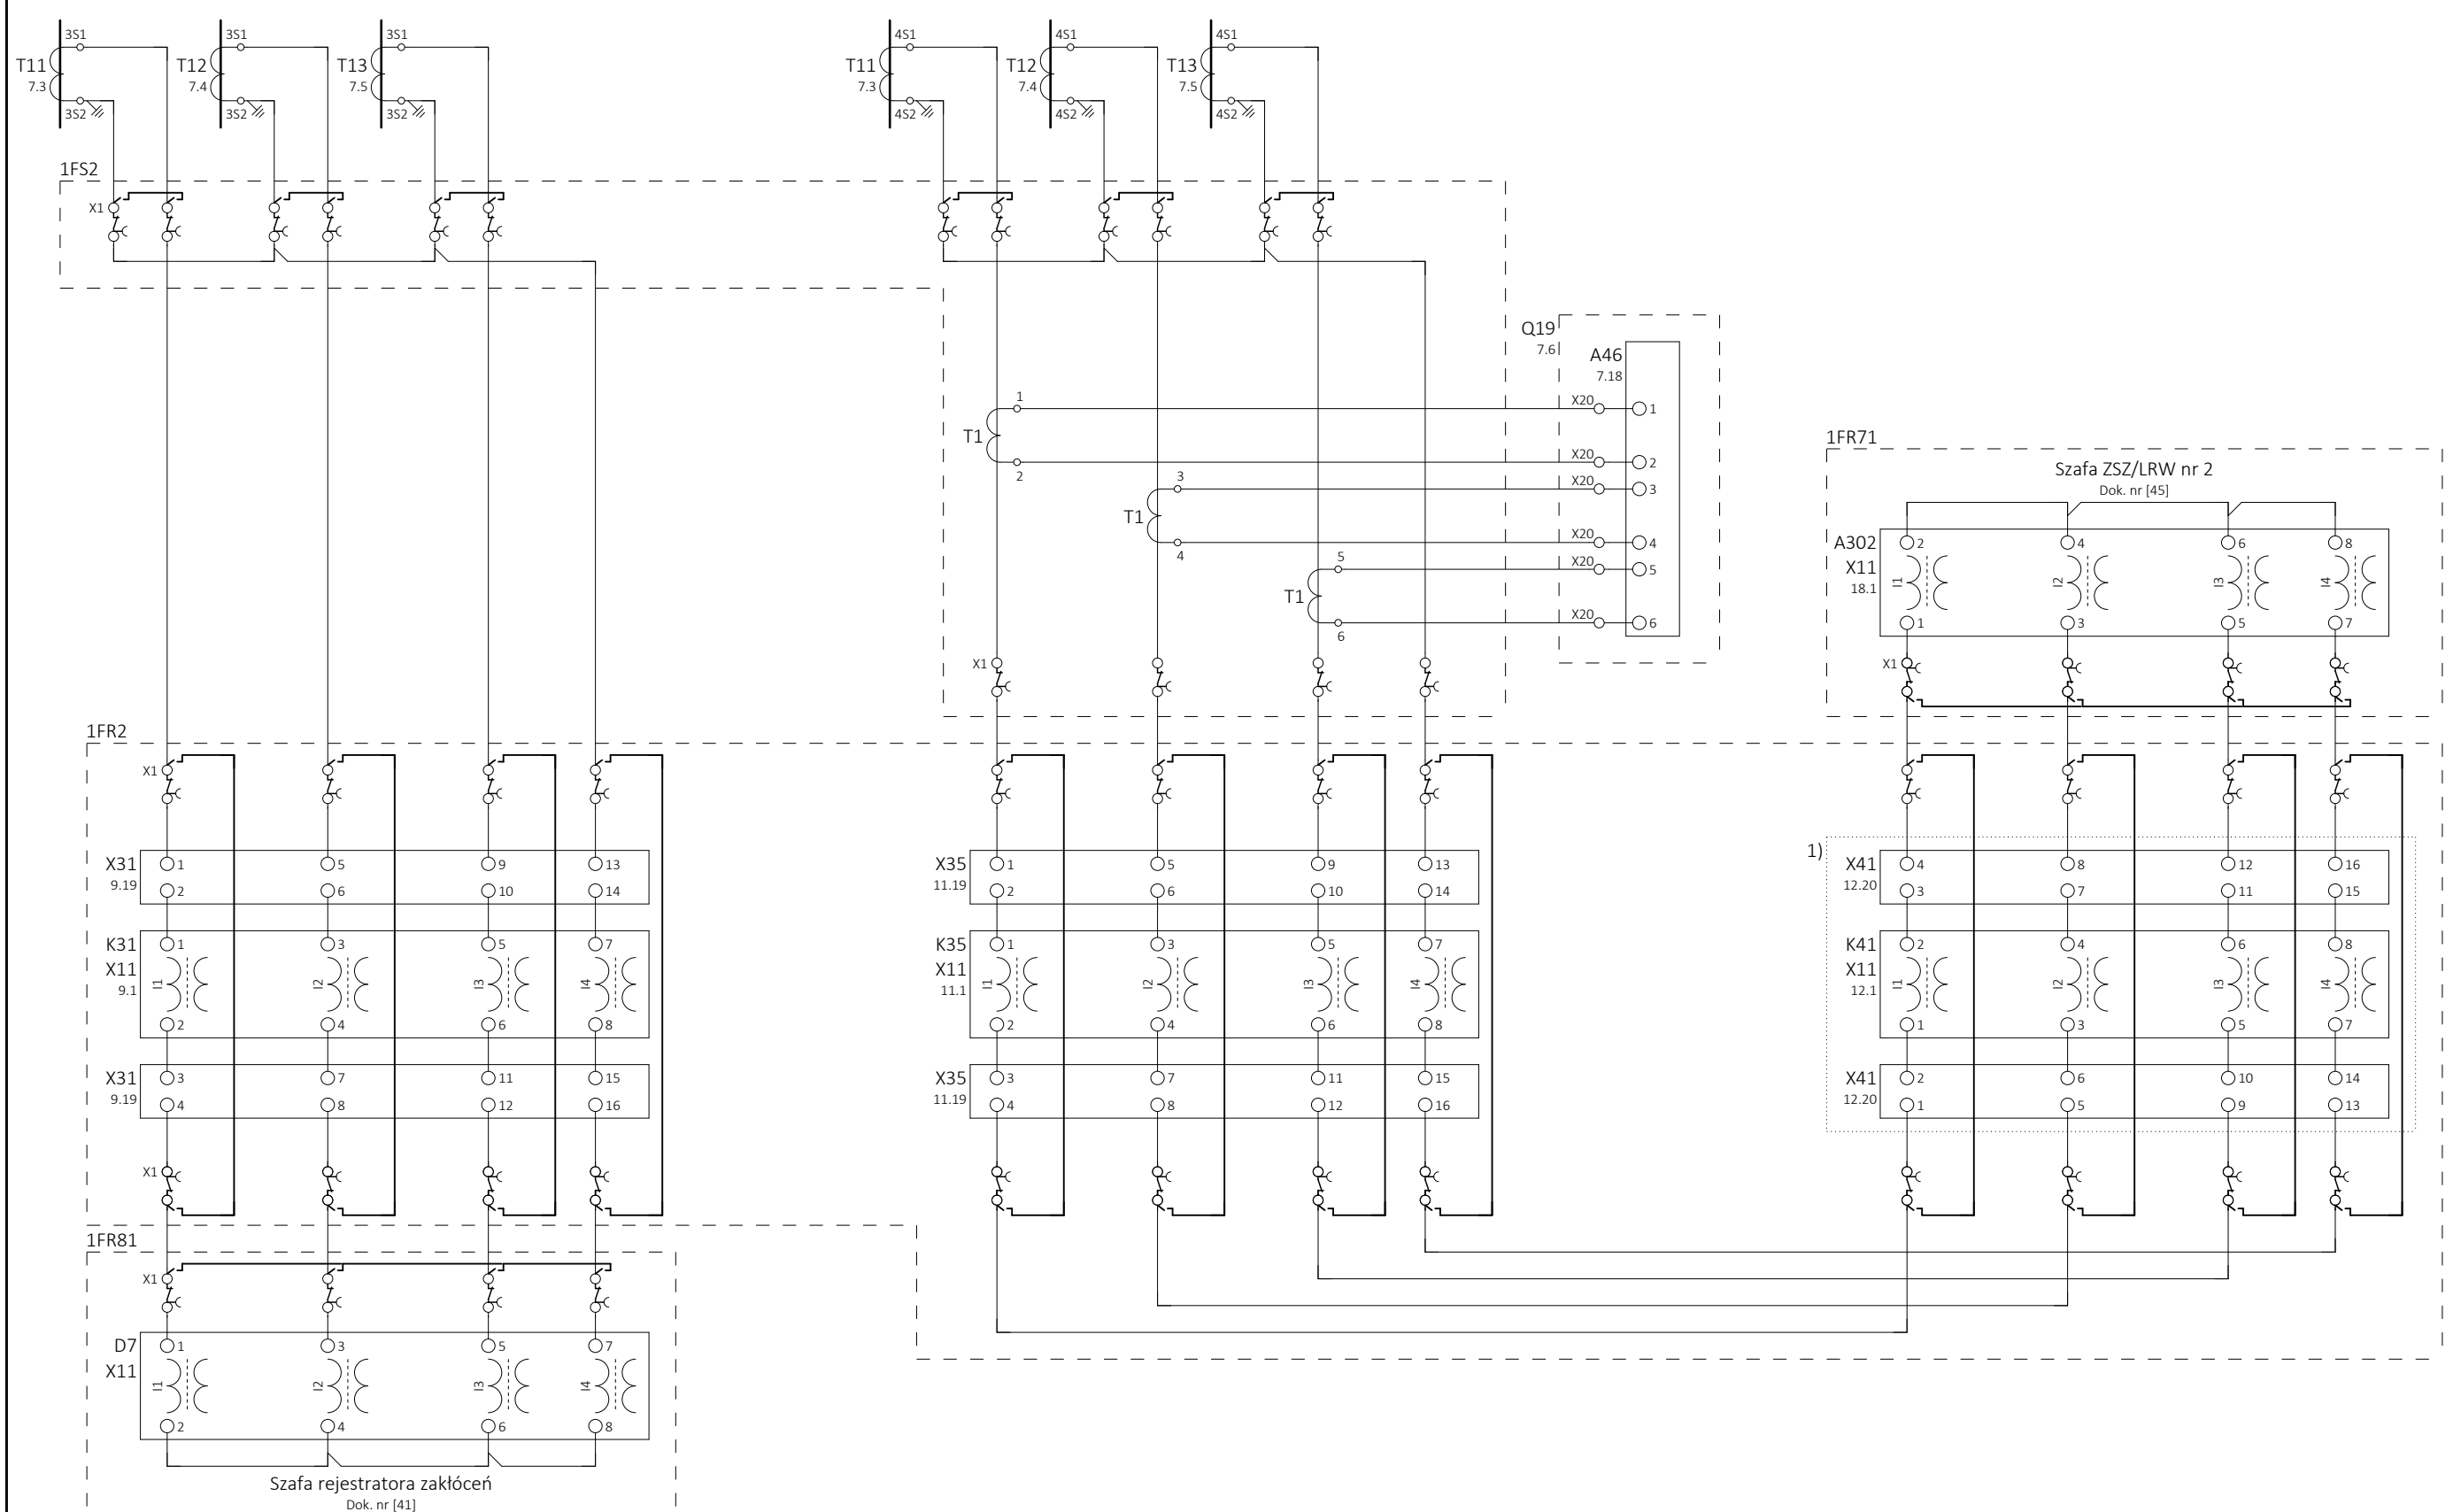 3S1 3S1 3S1 4S1 4S1 4S1
T11 T12 T13 T11 T12 T13
7.3 7.4 7.5 7.3 7.4 7.5
3S2 3S2 3S2 4S2 4S2 4S2
1FS2
X1
Q19
7.6
A46
7.18
1 X20 1
T1
2 X20 2
3 X20 3
T1
4 X20 4
5 X20 5
T1
6 X20 6
X1
1FR71
Szafa ZSZ/LRW nr 2
Dok. nr [45]
A302 2 4 6 8
X11 I1 I2 I3 I4
18.1
1 3 5 7
X1
1FR2
X1
X31 1 5 9 13
9.19 2 6 10 14
K31 1 3 5 7
X11 I1 I2 I3 I4
9.1
2 4 6 8
X31 3 7 11 15
9.19 4 8 12 16
X1
X35 1 5 9 13
11.19 2 6 10 14
K35 1 3 5 7
X11 I1 I2 I3 I4
11.1
2 4 6 8
X35 3 7 11 15
11.19 4 8 12 16
1)
X41 4 8 12 16
12.20 3 7 11 15
K41 2 4 6 8
X11 I1 I2 I3 I4
12.1
1 3 5 7
X41 2 6 10 14
12.20 1 5 9 13
1FR81
X1
D7 1 3 5 7
X11 I1 I2 I3 I4
2 4 6 8
Szafa rejestratora zakłóceń
Dok. nr [41]